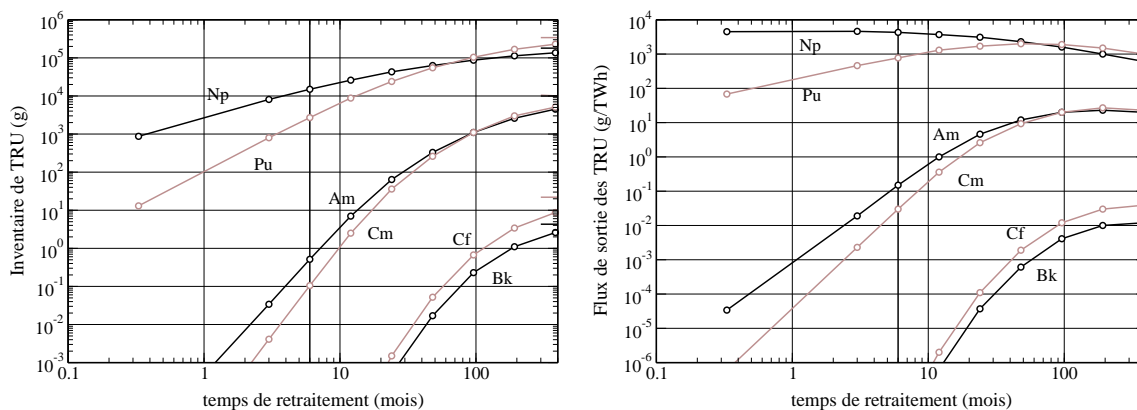 Inventaire de TRU (g)
10^6
10^5
10^4
10^3
10^2
10^1
10^0
10^-1
10^-2
10^-3
0.1
1
10
100
temps de retraitement (mois)
Np
Pu
Am
Cm
Cf
Bk
Flux de sortie des TRU (g/TWh)
10^4
10^3
10^2
10^1
10^0
10^-1
10^-2
10^-3
10^-4
10^-5
10^-6
0.1
1
10
100
temps de retraitement (mois)
Np
Pu
Am
Cm
Cf
Bk